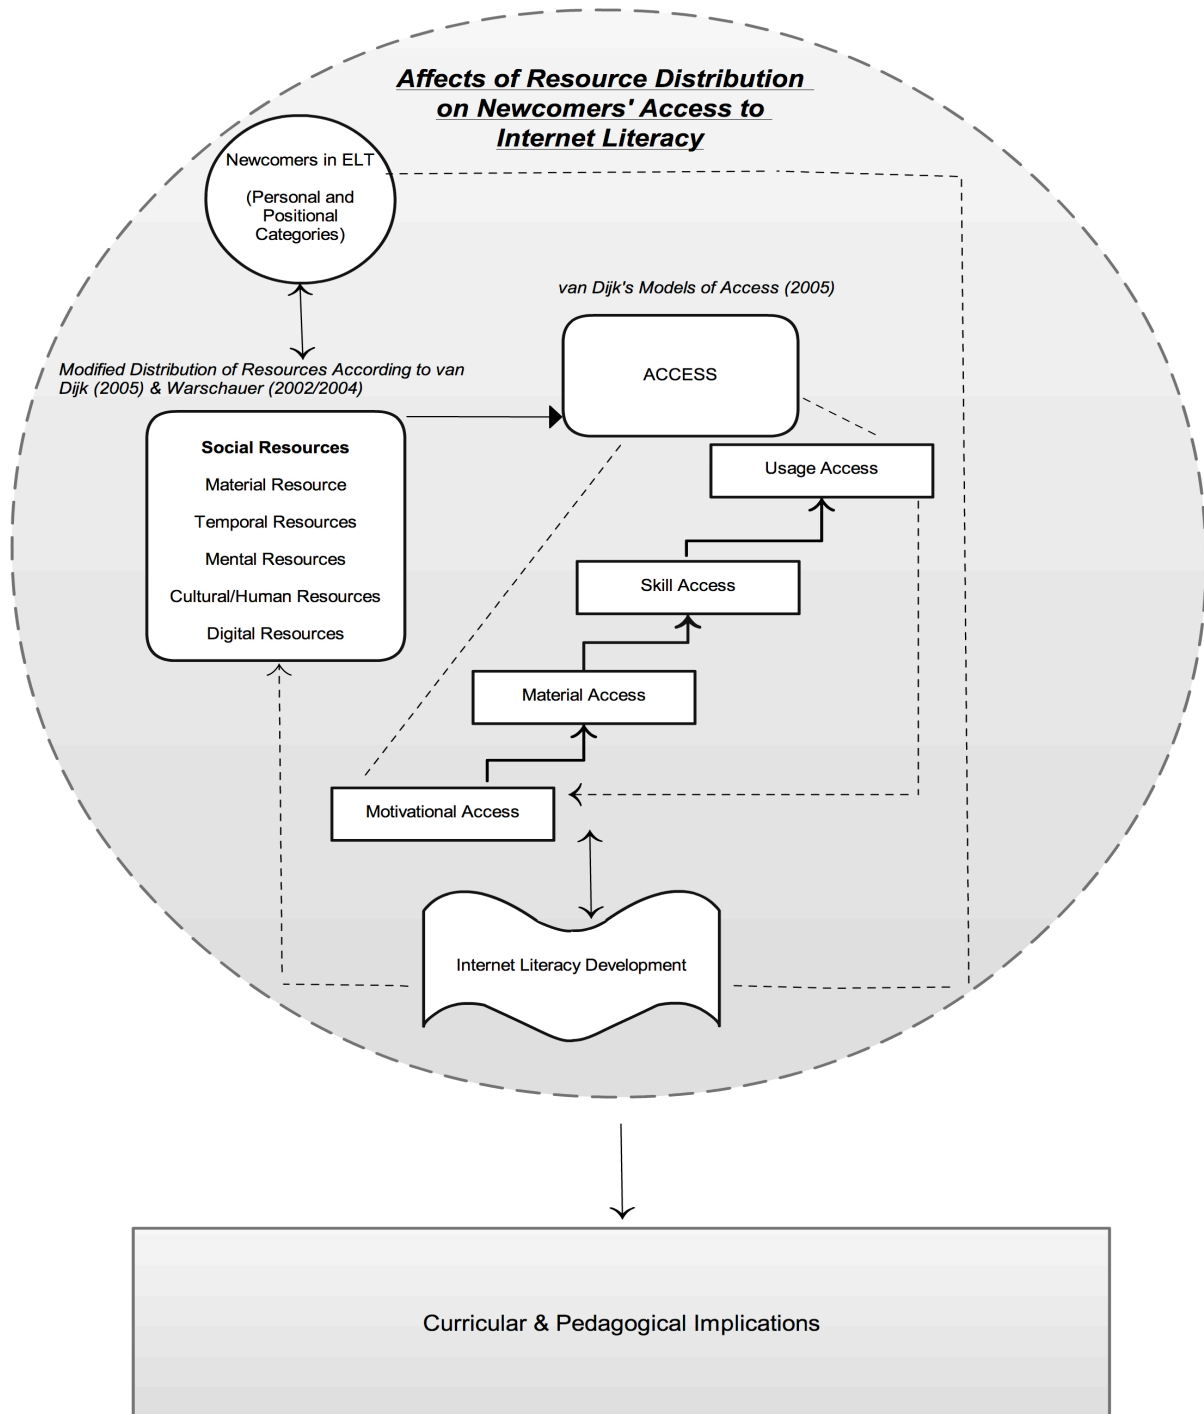 Affects of Resource Distribution
on Newcomers' Access to
Internet Literacy
Newcomers in ELT
(Personal and
Positional
Categories)
van Dijk's Models of Access (2005)
ACCESS
Modified Distribution of Resources According to van
Dijk (2005) & Warschauer (2002/2004)
Social Resources
Material Resource
Temporal Resources
Mental Resources
Cultural/Human Resources
Digital Resources
Usage Access
Skill Access
Material Access
Motivational Access
Internet Literacy Development
Curricular & Pedagogical Implications